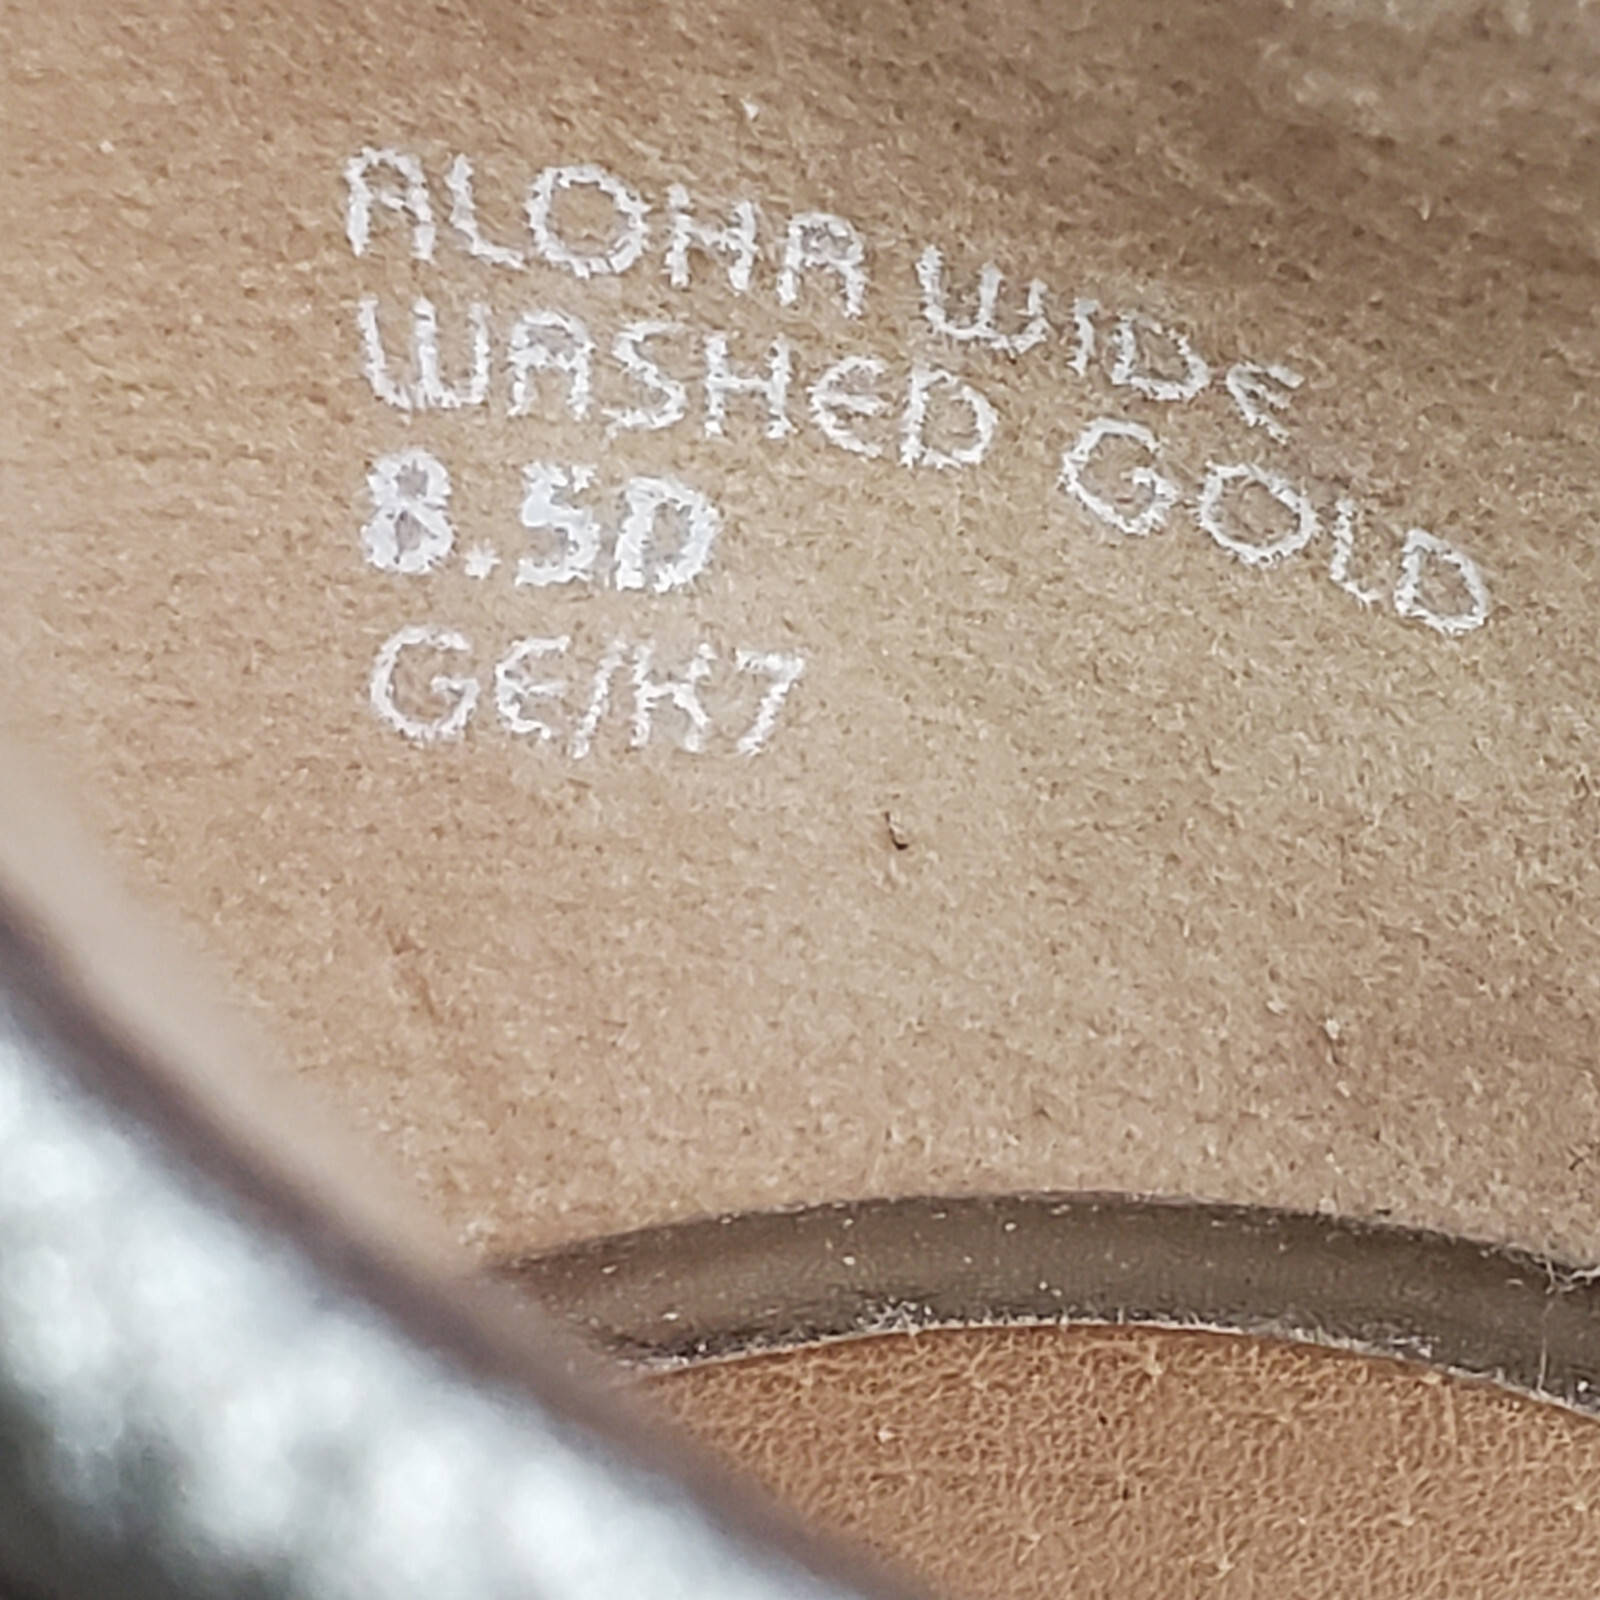 ALOHA WIDE
WASHED GOLD
8.5D
GE/K7